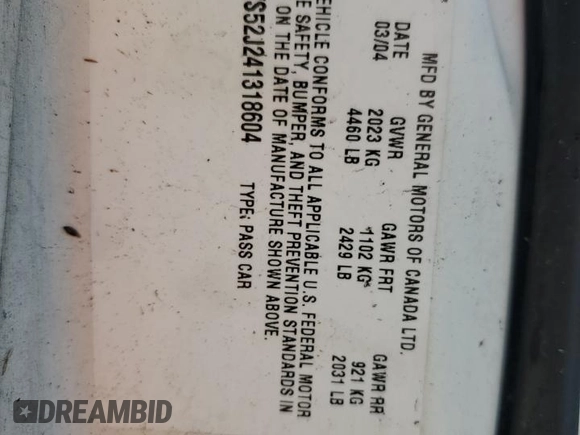 MFD BY GENERAL MOTORS OF CANADA LTD.
DATE GVWR GAWR FRT GAWR RR
03/04 2023 KG 1102 KG 921 KG
4460 LB 2429 LB 2031 LB
VEHICLE CONFORMS TO ALL APPLICABLE U.S. FEDERAL MOTOR
SAFETY, BUMPER, AND THEFT PREVENTION STANDARDS IN
ON THE DATE OF MANUFACTURE SHOWN ABOVE.
S52J241318604 TYPE: PASS CAR
DREAMBID